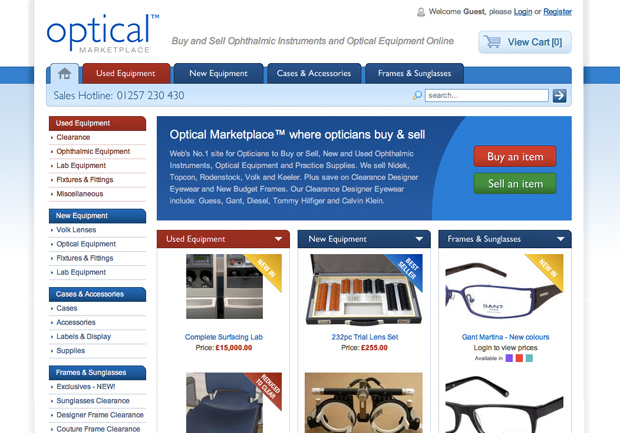 optical™
MARKETPLACE
Buy and Sell Ophthalmic Instruments and Optical Equipment Online
Welcome Guest, please Login or Register
View Cart [0]
Used Equipment
New Equipment
Cases & Accessories
Frames & Sunglasses
Sales Hotline: 01257 230 430
search...
Used Equipment
Clearance
Ophthalmic Equipment
Lab Equipment
Fixtures & Fittings
Miscellaneous
New Equipment
Volk Lenses
Optical Equipment
Fixtures & Fittings
Lab Equipment
Cases & Accessories
Cases
Accessories
Labels & Display
Supplies
Frames & Sunglasses
Exclusives - NEW!
Sunglasses Clearance
Designer Frame Clearance
Couture Frame Clearance
Optical Marketplace™ where opticians buy & sell
Web's No.1 site for Opticians to Buy or Sell, New and Used Ophthalmic
Instruments, Optical Equipment and Practice Supplies. We sell Nidek,
Topcon, Rodenstock, Volk and Keeler. Plus save on Clearance Designer
Eyewear and New Budget Frames. Our Clearance Designer Eyewear
include: Guess, Gant, Diesel, Tommy Hilfiger and Calvin Klein.
Buy an item
Sell an item
Used Equipment
NEW IN
Complete Surfacing Lab
Price: £15,000.00
REDUCED TO CLEAR
New Equipment
BEST SELLER
232pc Trial Lens Set
Price: £255.00
Frames & Sunglasses
NEW IN
GANT
Gant Martina - New colours
Login to view prices
Available in